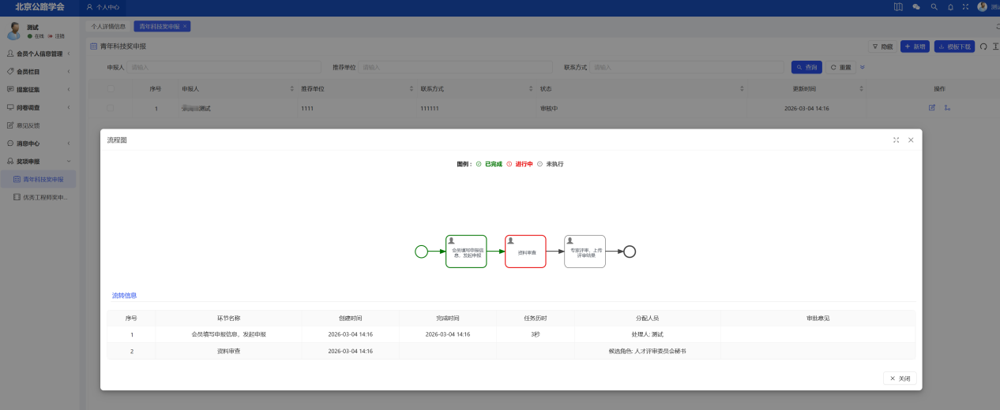 北京公路学会
个人中心
测试
测试
在线 注销
会员个人信息管理
会员栏目
提案征集
问卷调查
意见反馈
消息中心
奖项申报
青年科技奖申报
优秀工程师奖申...
个人详情信息 青年科技奖申报 ×
青年科技奖申报
隐藏 + 新增 模板下载
申报人 请输入 推荐单位 请输入 联系方式 请输入 查询 重置
序号 申报人 推荐单位 联系方式 状态 更新时间 操作
1 测试 1111 111111 审核中 2026-03-04 14:16
流程图
图例： 已完成 进行中 未执行
会员填写申报信
息，发起申报
资料审查
专家评审，上传
评审结果
流转信息
序号 环节名称 创建时间 完成时间 任务历时 分配人员 审批意见
1 会员填写申报信息，发起申报 2026-03-04 14:16 2026-03-04 14:16 3秒 处理人: 测试
2 资料审查 2026-03-04 14:16 候选角色: 人才评审委员会秘书
× 关闭